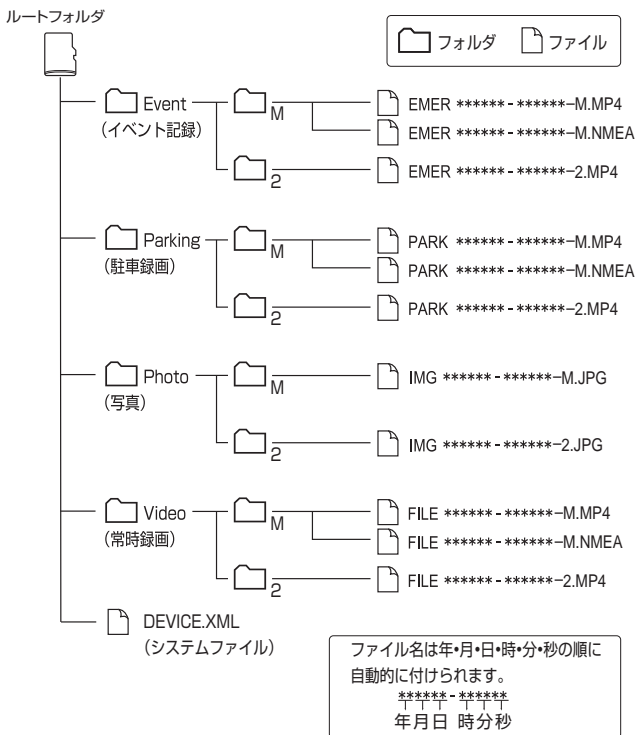 ルートフォルダ
フォルダ ファイル
Event
(イベント記録)
M
EMER ******-******-M.MP4
EMER ******-******-M.NMEA
2
EMER ******-******-2.MP4
Parking
(駐車録画)
M
PARK ******-******-M.MP4
PARK ******-******-M.NMEA
2
PARK ******-******-2.MP4
Photo
(写真)
M
IMG ******-******-M.JPG
2
IMG ******-******-2.JPG
Video
(常時録画)
M
FILE ******-******-M.MP4
FILE ******-******-M.NMEA
2
FILE ******-******-2.MP4
DEVICE.XML
(システムファイル)
ファイル名は年・月・日・時・分・秒の順に
自動的に付けられます。
******-******
年月日 時分秒